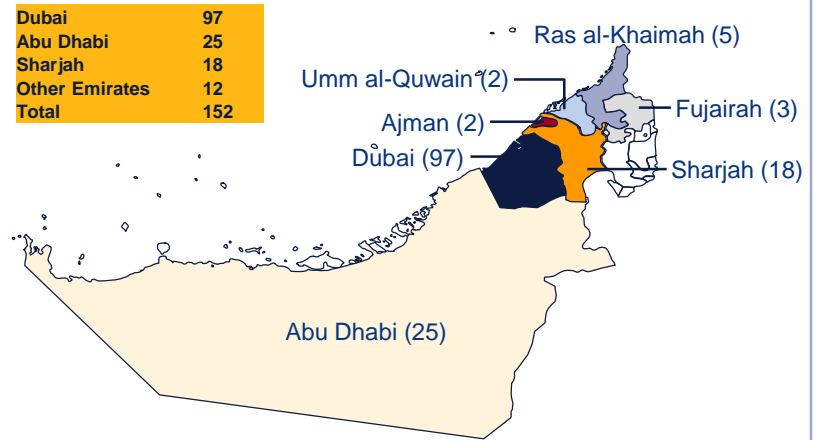 Dubai 97
Abu Dhabi 25
Sharjah 18
Other Emirates 12
Total 152
Ras al-Khaimah (5)
Umm al-Quwain (2)
Fujairah (3)
Ajman (2)
Dubai (97)
Sharjah (18)
Abu Dhabi (25)